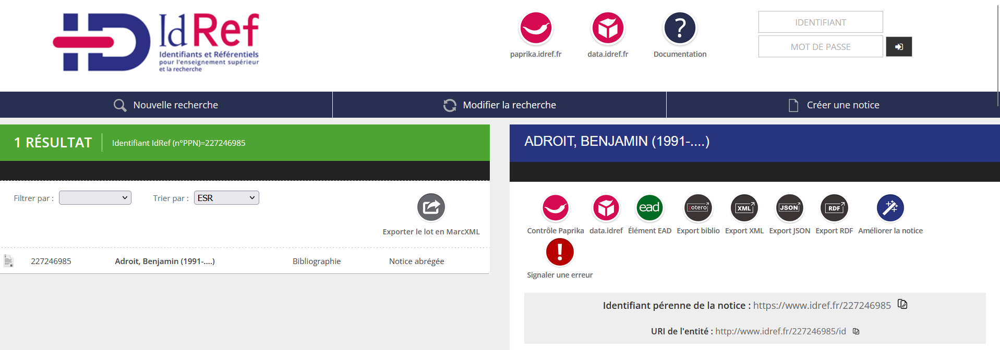 IdRef
Identifiants et Référentiels
pour l'enseignement supérieur
et la recherche
paprika.idref.fr
data.idref.fr
?
Documentation
IDENTIFIANT
MOT DE PASSE
Nouvelle recherche
Modifier la recherche
Créer une notice
1 RÉSULTAT
Identifiant IdRef (n°PPN)=227246985
Filtrer par :
Trier par : ESR
Exporter le lot en MarcXML
227246985 Adroit, Benjamin (1991-....) Bibliographie Notice abrégée
ADROIT, BENJAMIN (1991-....)
Contrôle Paprika
data.idref
ead
Élément EAD
zotero
Export biblio
XML
Export XML
JSON
Export JSON
RDF
Export RDF
Améliorer la notice
!
Signaler une erreur
Identifiant pérenne de la notice : https://www.idref.fr/227246985
URI de l'entité : http://www.idref.fr/227246985/id